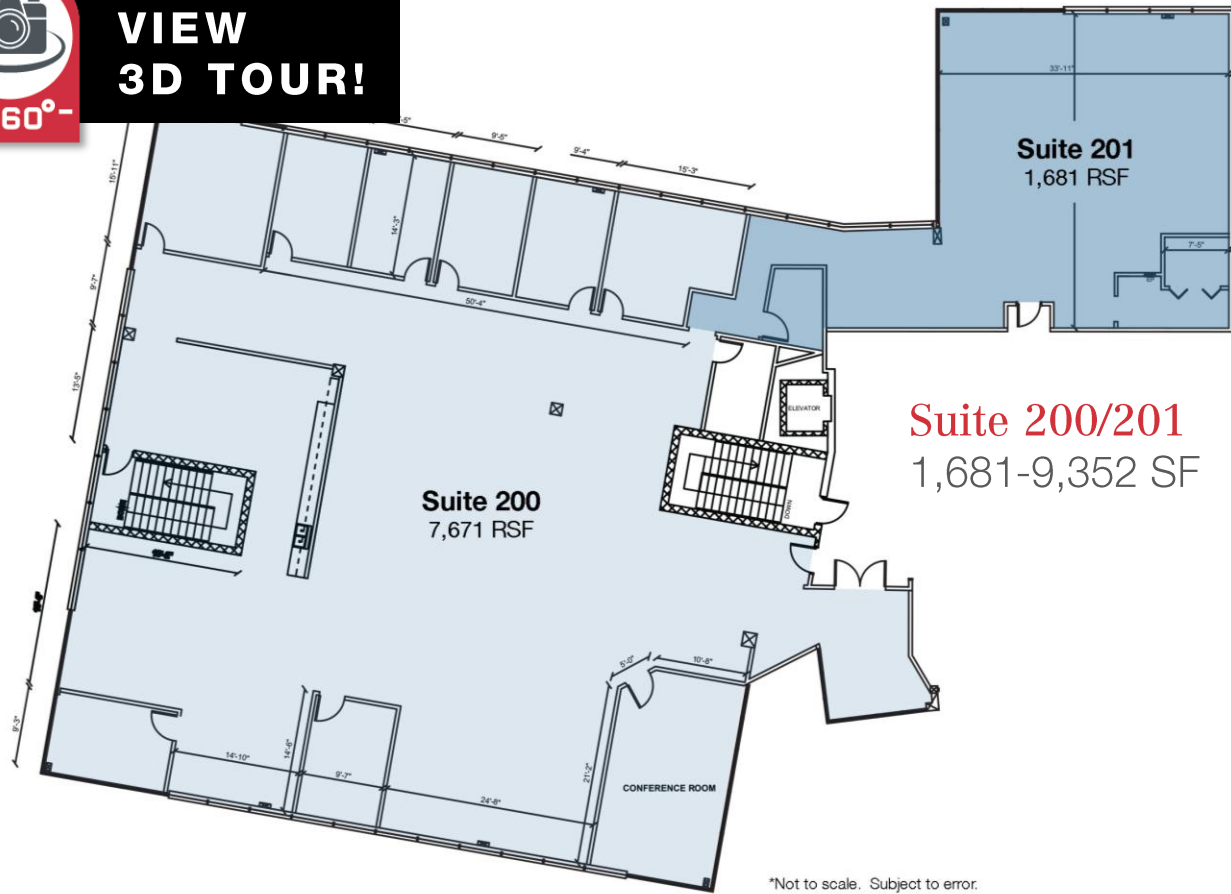 VIEW
3D TOUR!
60°-
Suite 201
1,681 RSF
33'-11"
7'-5"
9'-5"
9'-4"
15'-3"
15'-11"
14'-3"
9'-7"
50'-4"
13'-5"
ELEVATOR
Suite 200/201
1,681-9,352 SF
Suite 200
7,671 RSF
DOWN
5'-0"
10'-8"
9'-3"
14'-10"
14'-6"
9'-7"
21'-2"
24'-8"
CONFERENCE ROOM
*Not to scale. Subject to error.